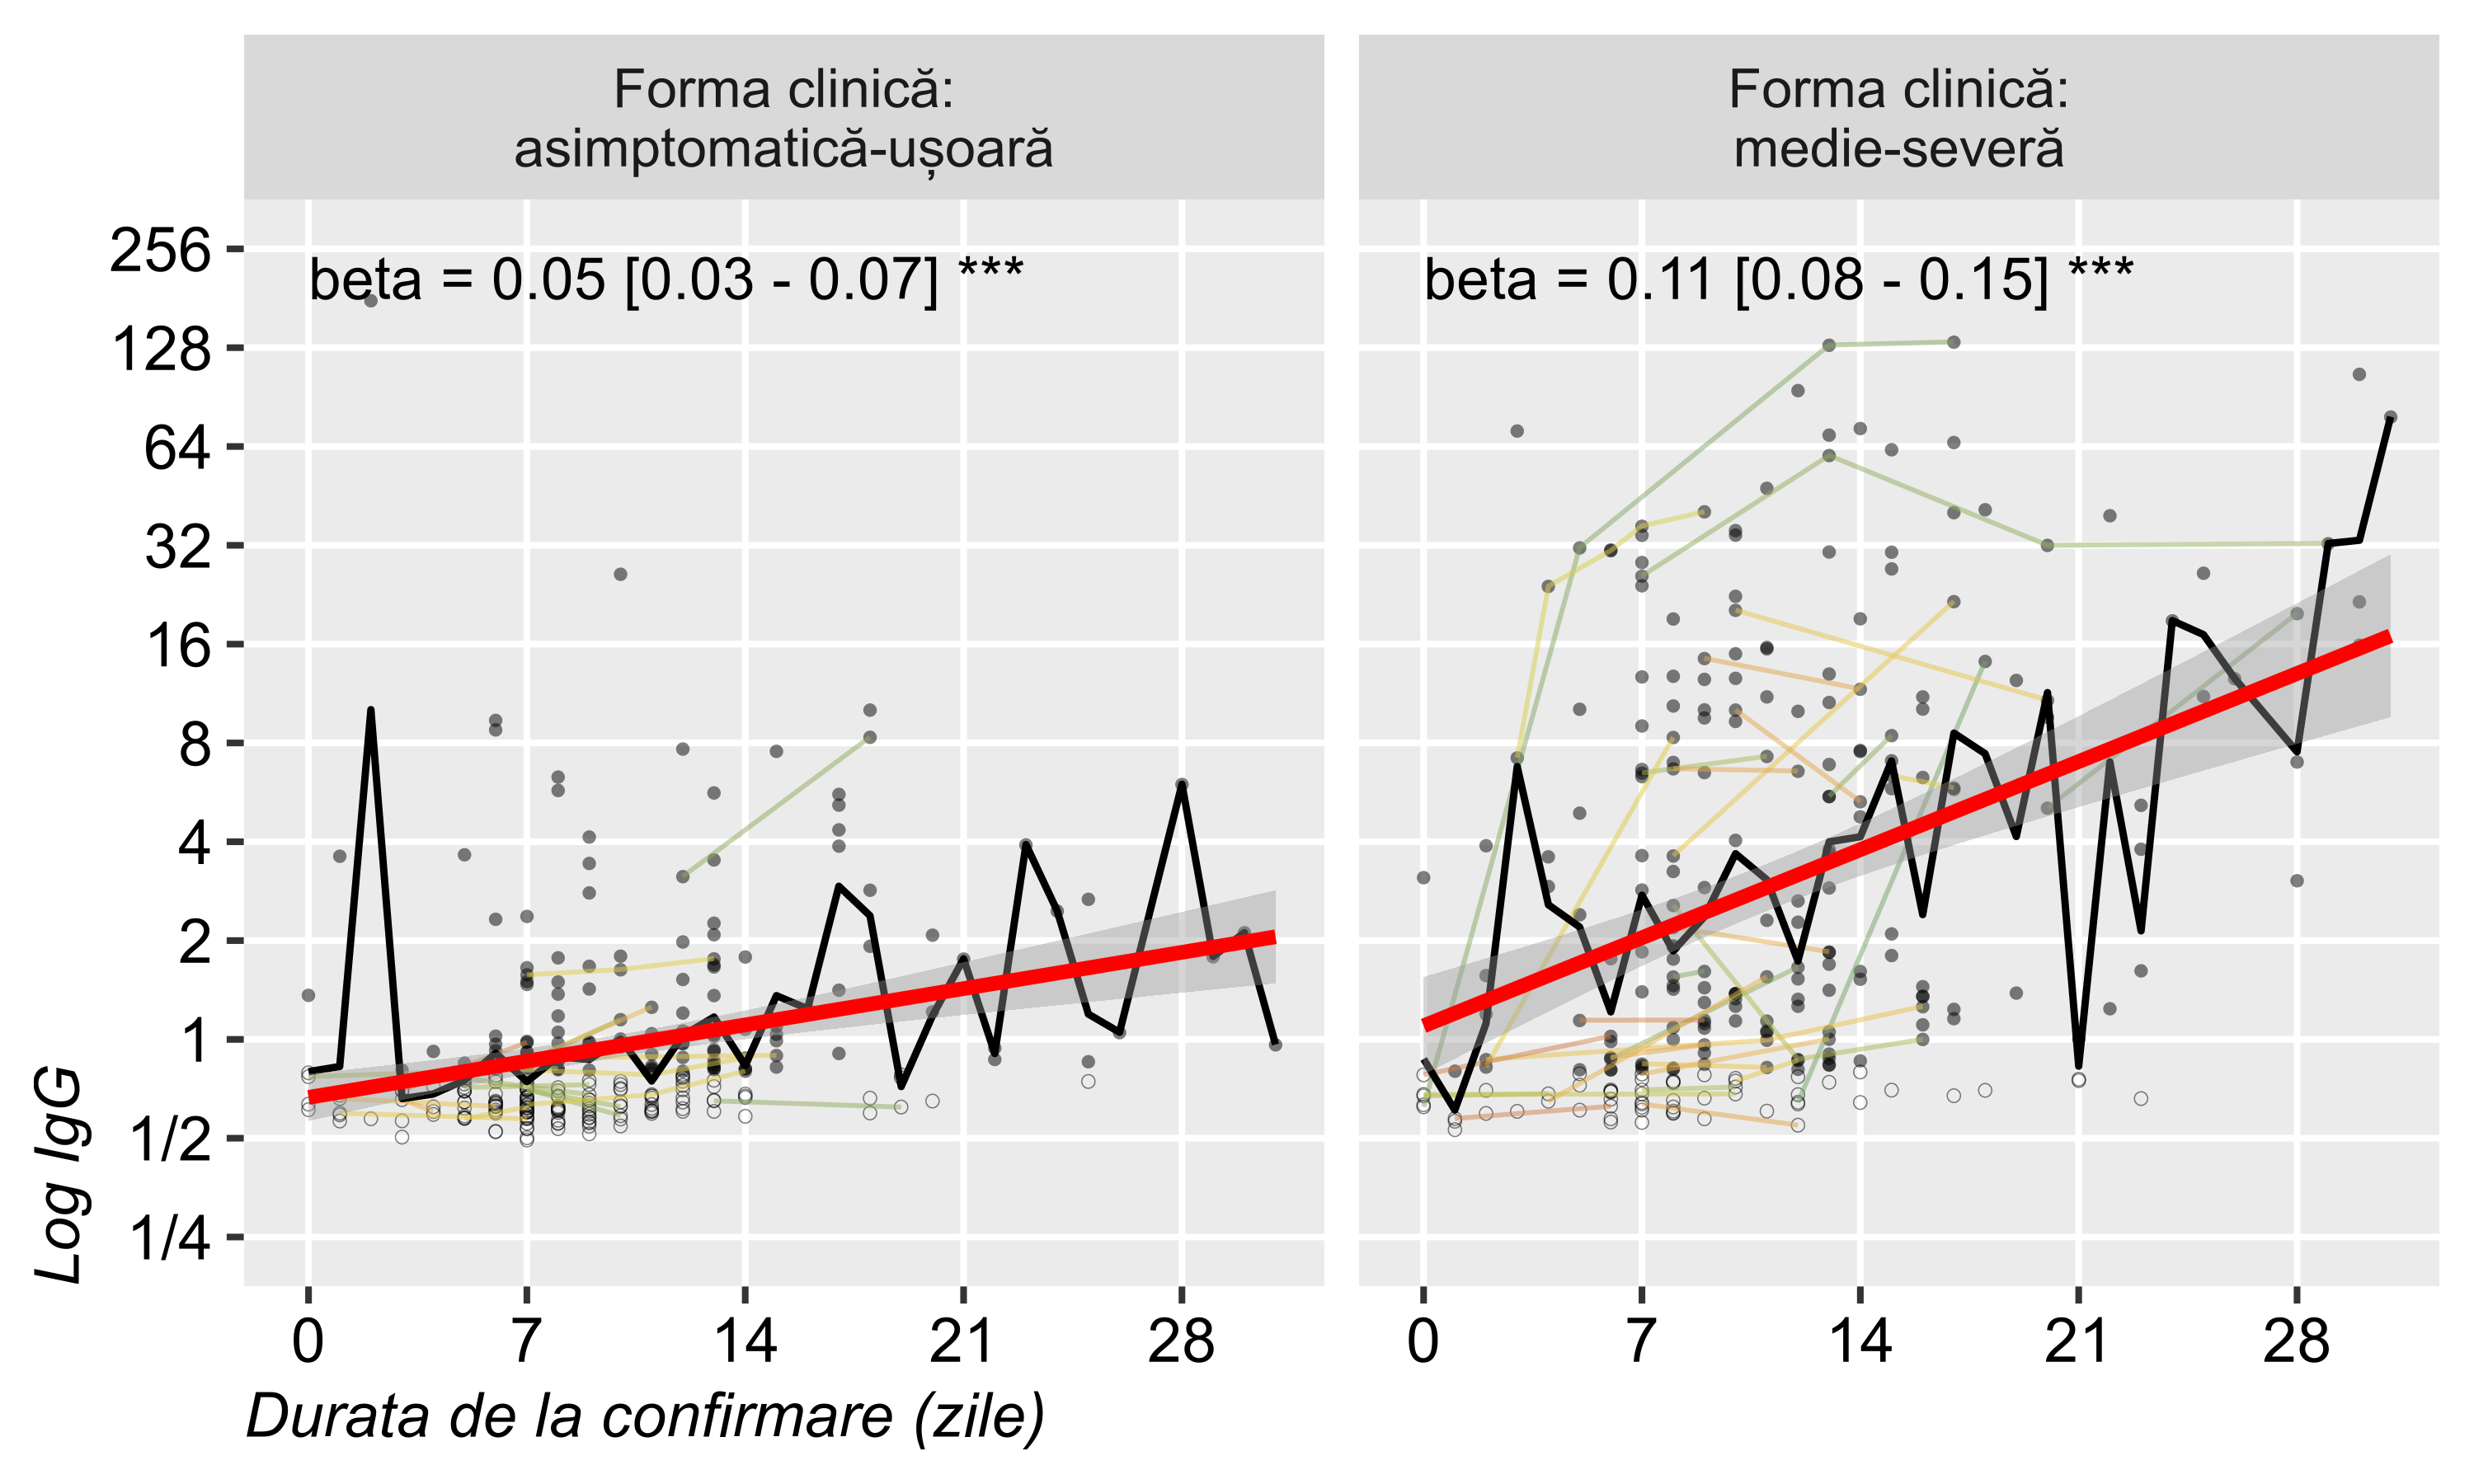 Forma clinică:
asimptomatică-ușoară
Forma clinică:
medie-severă
beta = 0.05 [0.03 - 0.07] ***
beta = 0.11 [0.08 - 0.15] ***
256
128
64
32
16
8
4
2
1
1/2
1/4
Log IgG
0 7 14 21 28
0 7 14 21 28
Durata de la confirmare (zile)